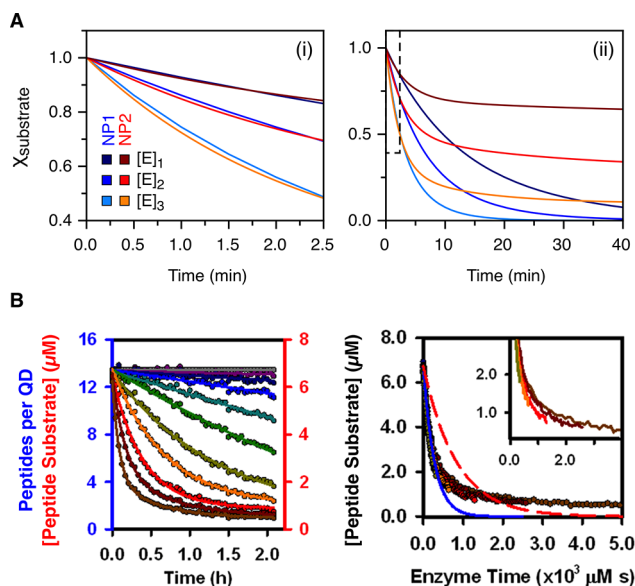 A
(i)
(ii)
Χsubstrate
1.0
0.8
0.6
0.4
NP1
NP2
[E]1
[E]2
[E]3
0.0 0.5 1.0 1.5 2.0 2.5
Time (min)
1.0
0.5
0.0
0 10 20 30 40
Time (min)
B
Peptides per QD
16
12
8
4
0
0.0 0.5 1.0 1.5 2.0
Time (h)
8
6
4
2
0
[Peptide Substrate] (µM)
[Peptide Substrate] (µM)
8.0
6.0
4.0
2.0
0.0
2.0
1.0
0.0 2.0
0.0 1.0 2.0 3.0 4.0 5.0
Enzyme Time (x10³ µM s)